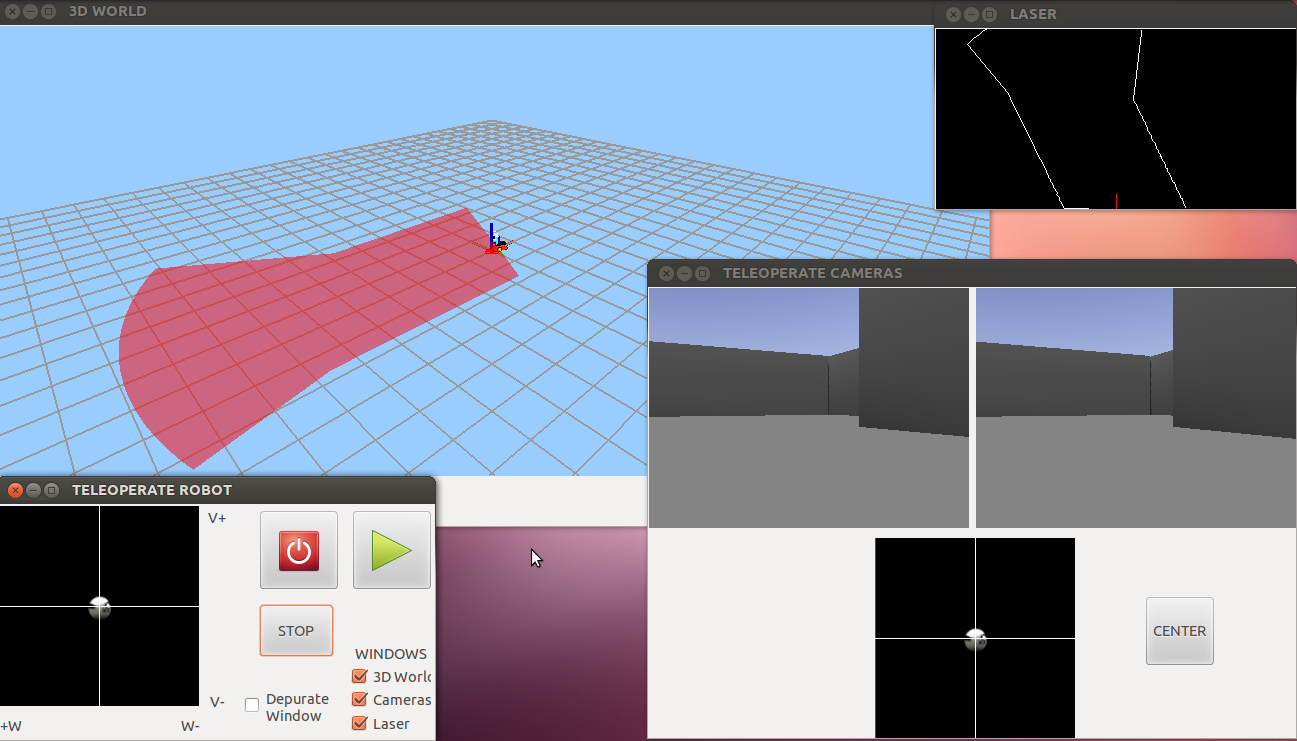 3D WORLD
LASER
TELEOPERATE CAMERAS
TELEOPERATE ROBOT
V+
STOP
WINDOWS
3D World
Cameras
Laser
V-
Depurate
Window
+W
W-
CENTER